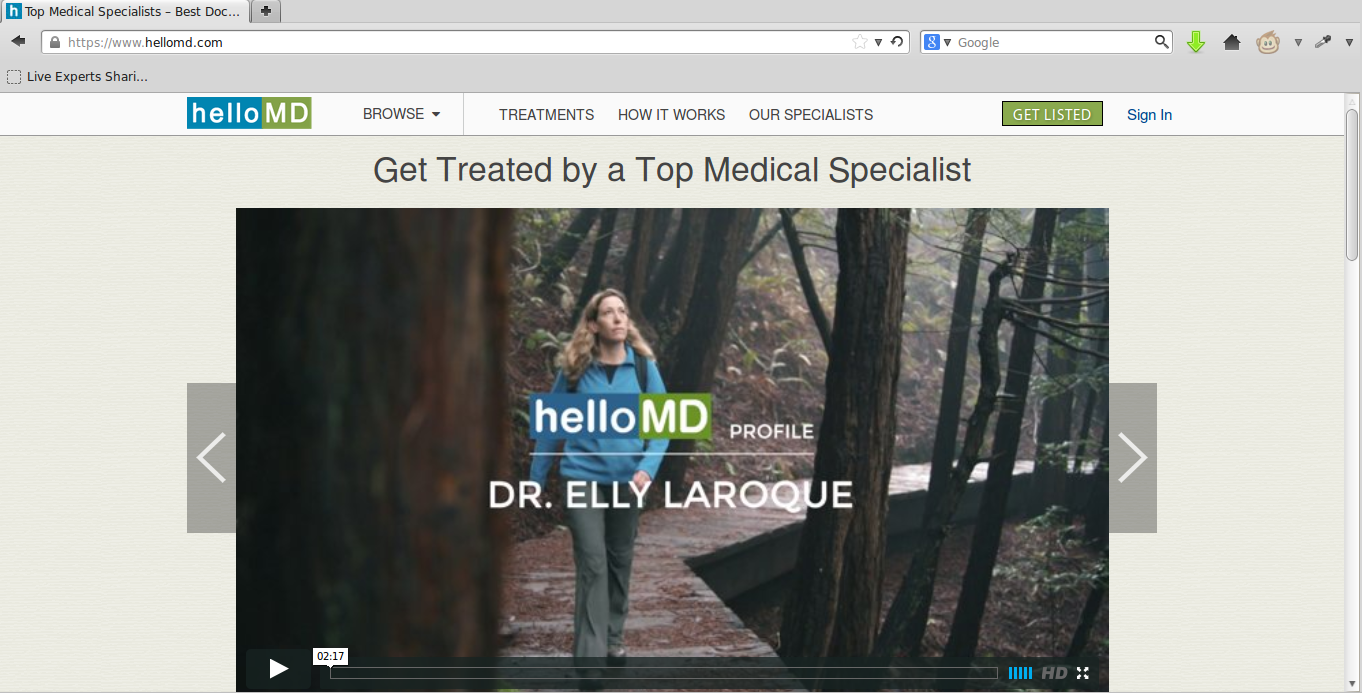 h Top Medical Specialists – Best Doc...
https://www.hellomd.com
8 Google
Live Experts Shari...
helloMD BROWSE TREATMENTS HOW IT WORKS OUR SPECIALISTS GET LISTED Sign In
Get Treated by a Top Medical Specialist
helloMD PROFILE
DR. ELLY LAROQUE
02:17
HD